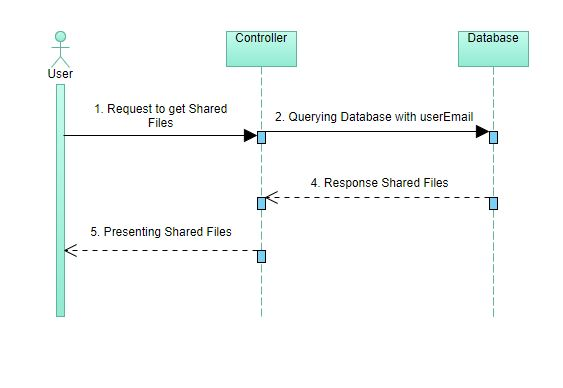 Controller
Database
User
1. Request to get Shared
Files
2. Querying Database with userEmail
4. Response Shared Files
5. Presenting Shared Files